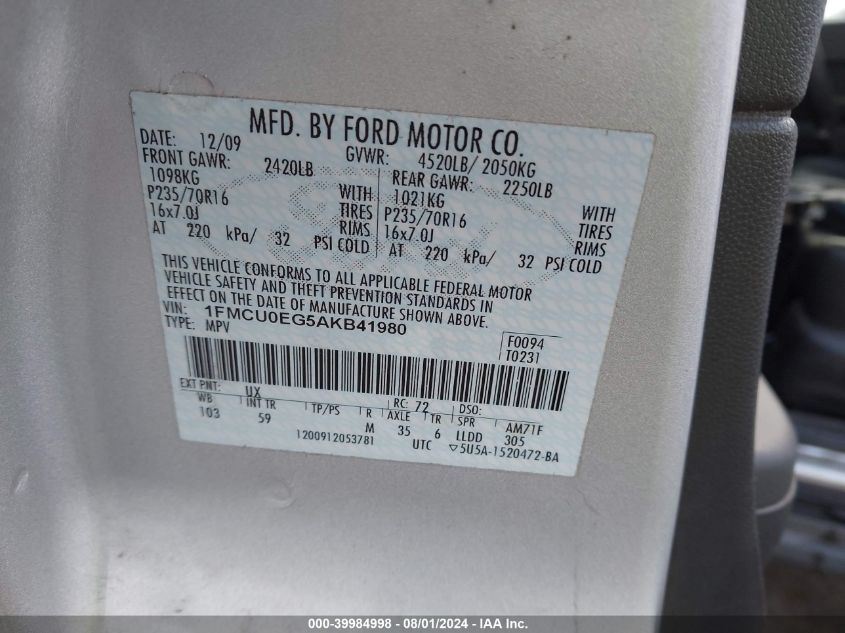 MFD. BY FORD MOTOR CO.
DATE: 12/09 GVWR: 4520LB/ 2050KG
FRONT GAWR: 2420LB REAR GAWR: 2250LB
1098KG WITH 1021KG WITH
P235/70R16 TIRES P235/70R16 TIRES
16x7.0J RIMS 16x7.0J RIMS
AT 220 kPa/ 32 PSI COLD AT 220 kPa/ 32 PSI COLD
THIS VEHICLE CONFORMS TO ALL APPLICABLE FEDERAL MOTOR
VEHICLE SAFETY AND THEFT PREVENTION STANDARDS IN
EFFECT ON THE DATE OF MANUFACTURE SHOWN ABOVE.
VIN: 1FMCU0EG5AKB41980
TYPE: MPV
F0094
T0231
EXT PNT: UX RC: 72 DSO:
WB INT TR TP/PS R AXLE TR SPR AM71F
103 59 M 35 6 LLDD 305
1200912053781 UTC ▽5U5A-1520472-BA
000-39984998 - 08/01/2024 - IAA Inc.